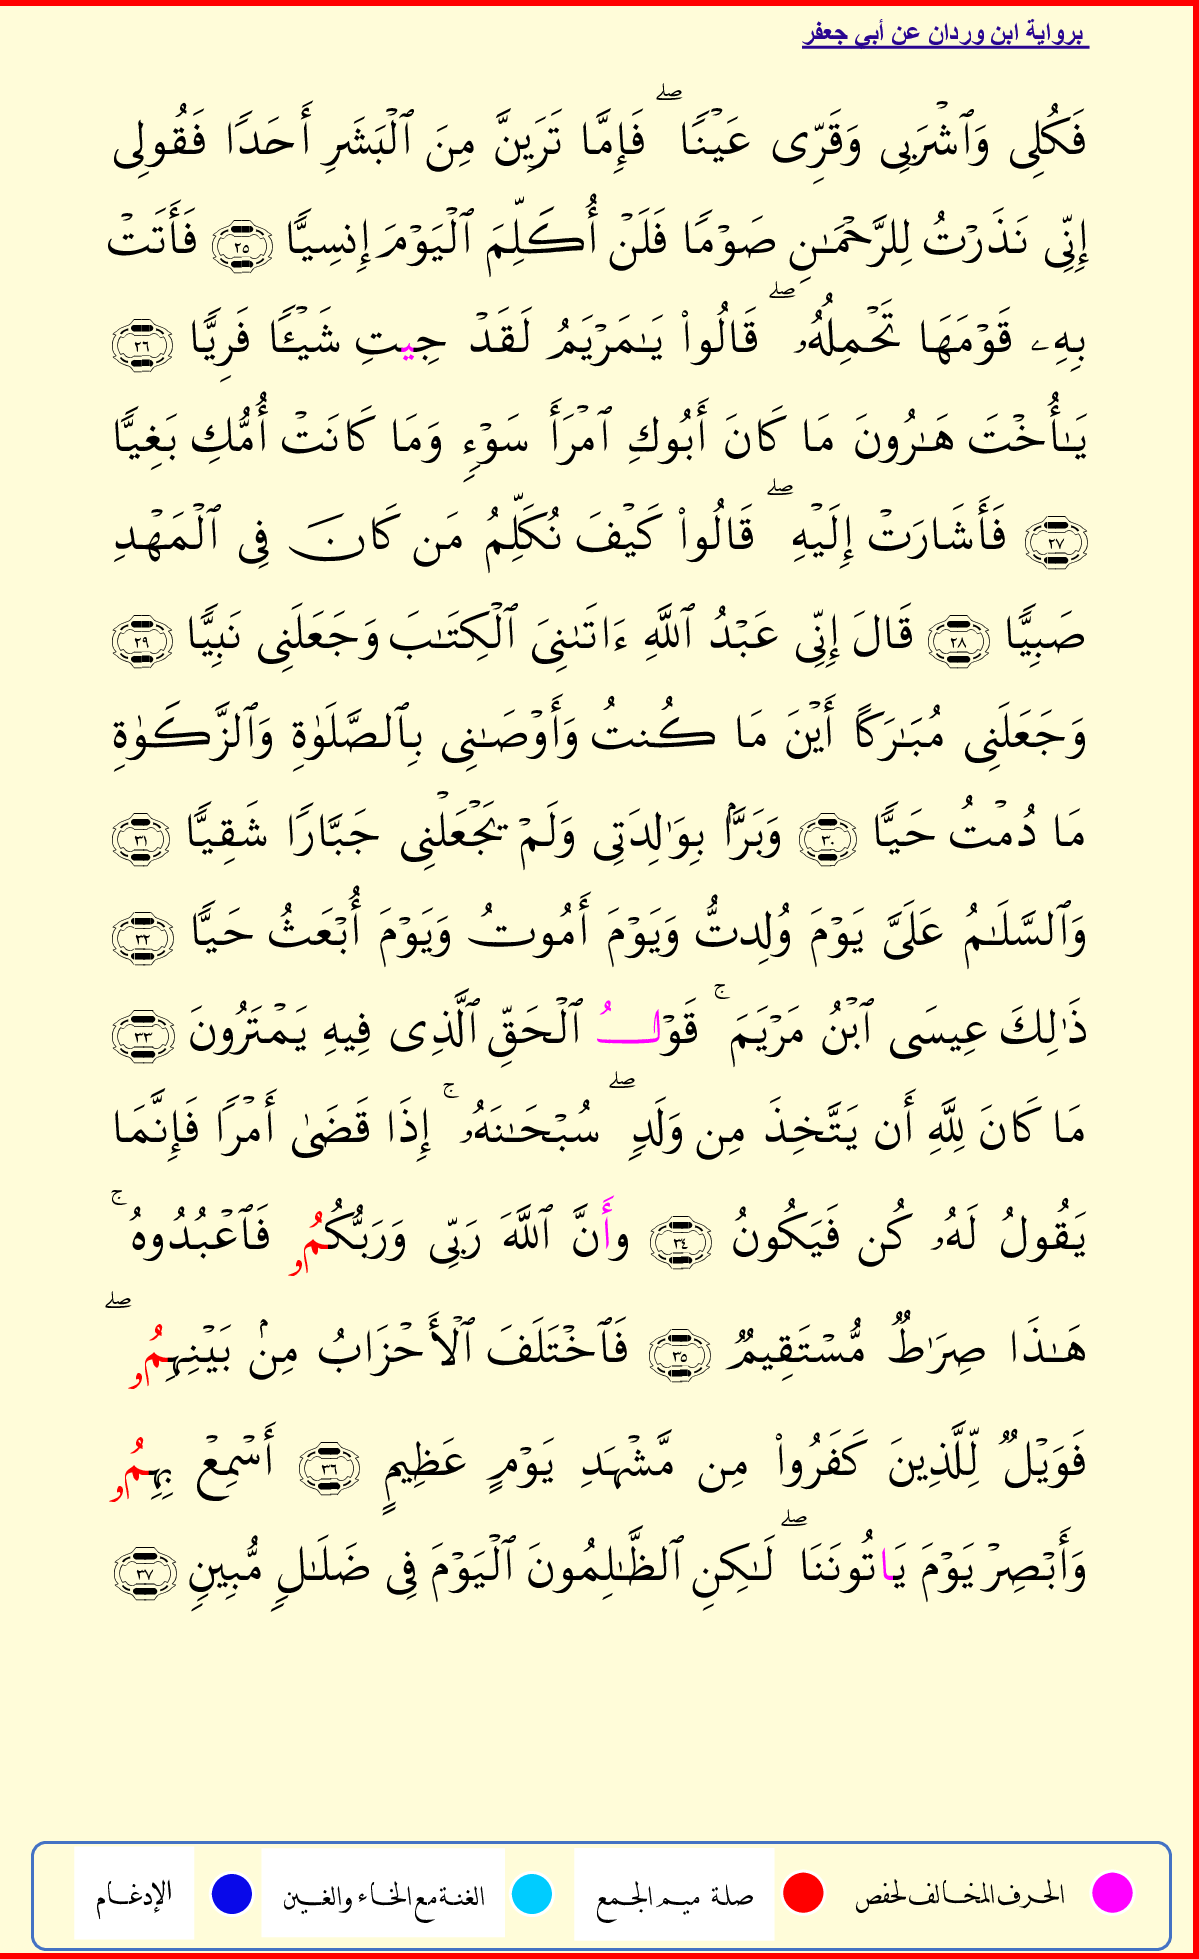 برواية ابن وردان عن أبي جعفر
فَكُلِى وَٱشْرَبِى وَقَرِّى عَيْنًا ۖ فَإِمَّا تَرَيِنَّ مِنَ ٱلْبَشَرِ أَحَدًا فَقُولِى
إِنِّى نَذَرْتُ لِلرَّحْمَـٰنِ صَوْمًا فَلَنْ أُكَلِّمَ ٱلْيَوْمَ إِنسِيًّا ٢٥ فَأَتَتْ
بِهِۦ قَوْمَهَا تَحْمِلُهُۥ ۖ قَالُوا۟ يَـٰمَرْيَمُ لَقَدْ جِيتِ شَيْـًٔا فَرِيًّا ٢٦
يَـٰٓأُخْتَ هَـٰرُونَ مَا كَانَ أَبُوكِ ٱمْرَأَ سَوْءٍ وَمَا كَانَتْ أُمُّكِ بَغِيًّا
٢٧ فَأَشَارَتْ إِلَيْهِ ۖ قَالُوا۟ كَيْفَ نُكَلِّمُ مَن كَانَ فِى ٱلْمَهْدِ
صَبِيًّا ٢٨ قَالَ إِنِّى عَبْدُ ٱللَّهِ ءَاتَىٰنِىَ ٱلْكِتَـٰبَ وَجَعَلَنِى نَبِيًّا ٢٩
وَجَعَلَنِى مُبَـٰرَكًا أَيْنَ مَا كُنتُ وَأَوْصَـٰنِى بِٱلصَّلَوٰةِ وَٱلزَّكَوٰةِ
مَا دُمْتُ حَيًّا ٣٠ وَبَرًّۢا بِوَٰلِدَتِى وَلَمْ يَجْعَلْنِى جَبَّارًا شَقِيًّا ٣١
وَٱلسَّلَـٰمُ عَلَىَّ يَوْمَ وُلِدتُّ وَيَوْمَ أَمُوتُ وَيَوْمَ أُبْعَثُ حَيًّا ٣٢
ذَٰلِكَ عِيسَى ٱبْنُ مَرْيَمَ ۚ قَوْلُ ٱلْحَقِّ ٱلَّذِى فِيهِ يَمْتَرُونَ ٣٣
مَا كَانَ لِلَّهِ أَن يَتَّخِذَ مِن وَلَدٍ ۖ سُبْحَـٰنَهُۥ ۚ إِذَا قَضَىٰ أَمْرًا فَإِنَّمَا
يَقُولُ لَهُۥ كُن فَيَكُونُ ٣٤ وأَنَّ ٱللَّهَ رَبِّى وَرَبُّكُمُۥ فَٱعْبُدُوهُ ۚ
هَـٰذَا صِرَٰطٌ مُّسْتَقِيمٌ ٣٥ فَٱخْتَلَفَ ٱلْأَحْزَابُ مِنۢ بَيْنِهِمُۥ ۖ
فَوَيْلٌ لِّلَّذِينَ كَفَرُوا۟ مِن مَّشْهَدِ يَوْمٍ عَظِيمٍ ٣٦ أَسْمِعْ بِهِمُۥ
وَأَبْصِرْ يَوْمَ يَاتُونَنَا ۖ لَـٰكِنِ ٱلظَّـٰلِمُونَ ٱلْيَوْمَ فِى ضَلَـٰلٍ مُّبِينٍ ٣٧
الحرف المخالف لحفص صلة ميم الجمع الغنة مع الخاء والغين الإدغام